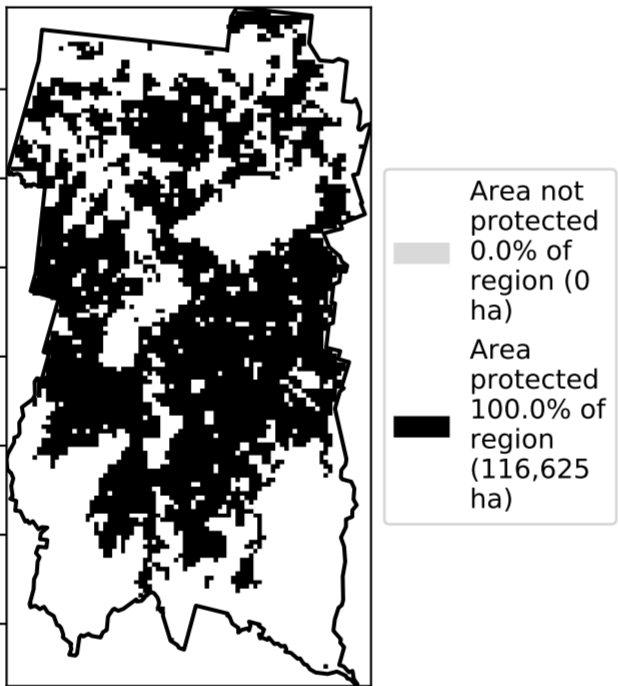 Area not
protected
0.0% of
region (0
ha)
Area
protected
100.0% of
region
(116,625
ha)